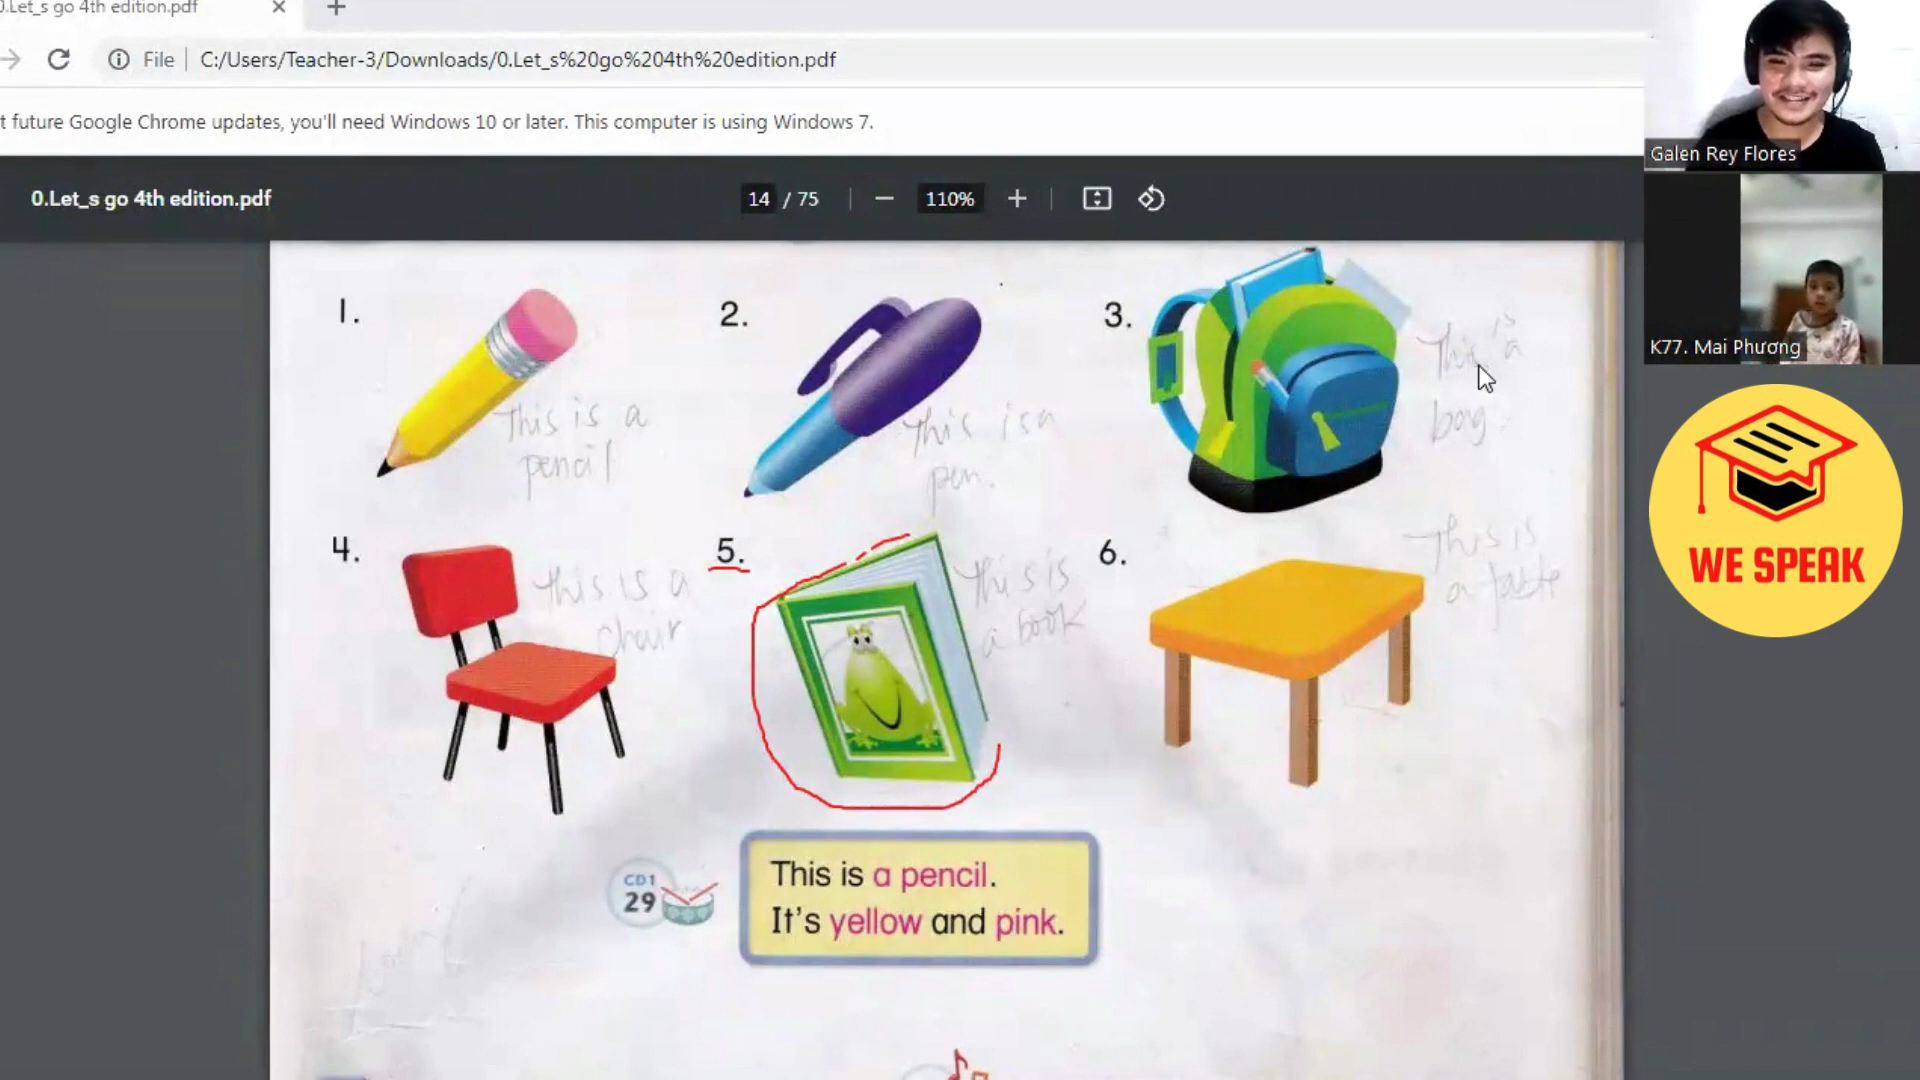 0.Let_s go 4th edition.pdf
File
C:/Users/Teacher-3/Downloads/0.Let_s%20go%204th%20edition.pdf
t future Google Chrome updates, you'll need Windows 10 or later. This computer is using Windows 7.
0.Let_s go 4th edition.pdf
14 / 75
110%
Galen Rey Flores
K77. Mai Phương
WE SPEAK
1.
This is a
pencil
2.
This is a
pen.
3.
This is
a
bag.
4.
This is a
chair
5.
This is
a book
6.
This is
a table
CD1
29
This is a pencil.
It's yellow and pink.